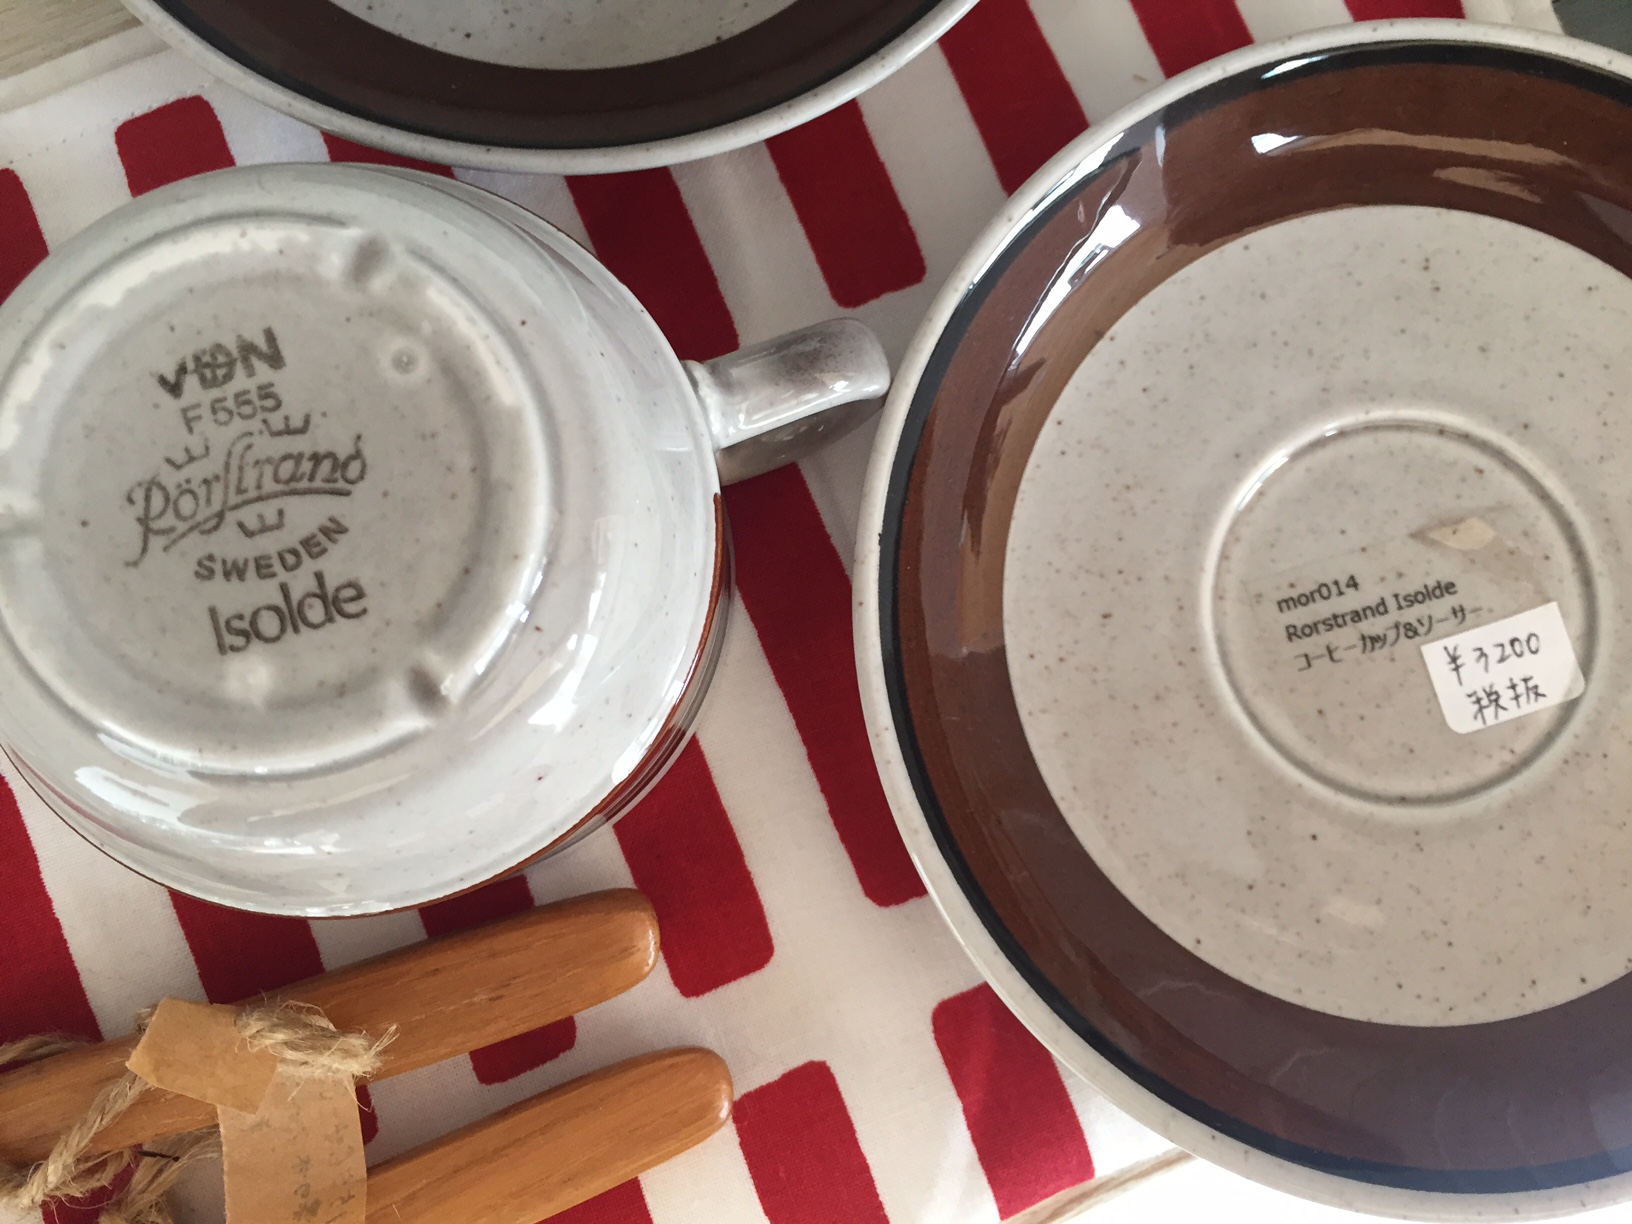 VDN
F555
Rörstrand
SWEDEN
Isolde
mor014
Rorstrand Isolde
コーヒーカップ&ソーサー
¥3200
税抜